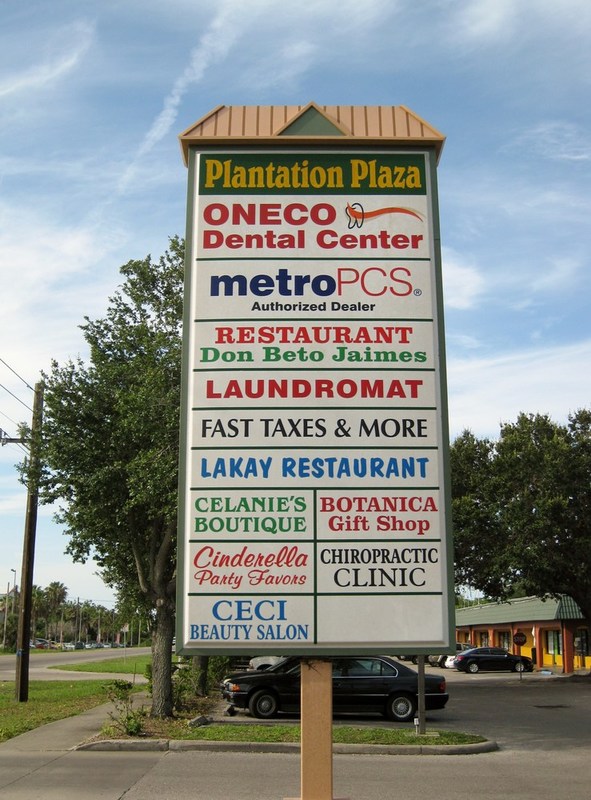 Plantation Plaza
ONECO
Dental Center
metroPCS®
Authorized Dealer
RESTAURANT
Don Beto Jaimes
LAUNDROMAT
FAST TAXES & MORE
LAKAY RESTAURANT
CELANIE'S
BOUTIQUE
BOTANICA
Gift Shop
Cinderella
Party Favors
CHIROPRACTIC
CLINIC
CECI
BEAUTY SALON